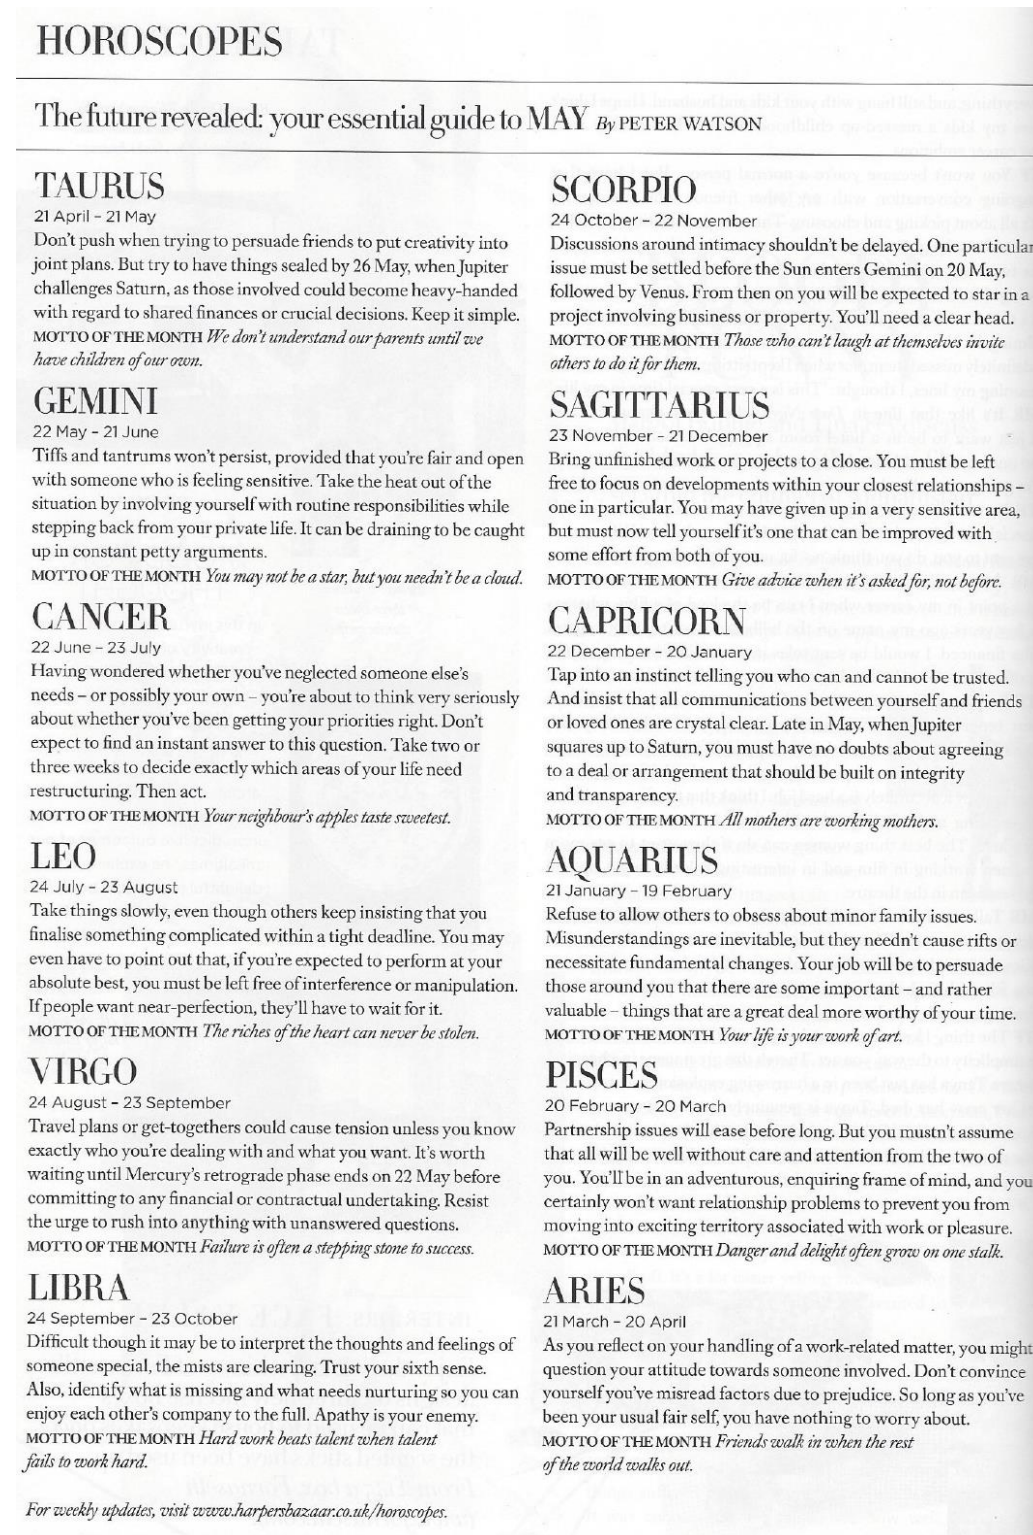 HOROSCOPES
The future revealed: your essential guide to MAY By PETER WATSON
TAURUS
21 April – 21 May
Don't push when trying to persuade friends to put creativity into
joint plans. But try to have things sealed by 26 May, when Jupiter
challenges Saturn, as those involved could become heavy-handed
with regard to shared finances or crucial decisions. Keep it simple.
MOTTO OF THE MONTH We don't understand our parents until we
have children of our own.
GEMINI
22 May – 21 June
Tiffs and tantrums won't persist, provided that you're fair and open
with someone who is feeling sensitive. Take the heat out of the
situation by involving yourself with routine responsibilities while
stepping back from your private life. It can be draining to be caught
up in constant petty arguments.
MOTTO OF THE MONTH You may not be a star, but you needn't be a cloud.
CANCER
22 June – 23 July
Having wondered whether you've neglected someone else's
needs – or possibly your own – you're about to think very seriously
about whether you've been getting your priorities right. Don't
expect to find an instant answer to this question. Take two or
three weeks to decide exactly which areas of your life need
restructuring. Then act.
MOTTO OF THE MONTH Your neighbour's apples taste sweetest.
LEO
24 July – 23 August
Take things slowly, even though others keep insisting that you
finalise something complicated within a tight deadline. You may
even have to point out that, if you're expected to perform at your
absolute best, you must be left free of interference or manipulation.
If people want near-perfection, they'll have to wait for it.
MOTTO OF THE MONTH The riches of the heart can never be stolen.
VIRGO
24 August – 23 September
Travel plans or get-togethers could cause tension unless you know
exactly who you're dealing with and what you want. It's worth
waiting until Mercury's retrograde phase ends on 22 May before
committing to any financial or contractual undertaking. Resist
the urge to rush into anything with unanswered questions.
MOTTO OF THE MONTH Failure is often a stepping stone to success.
LIBRA
24 September – 23 October
Difficult though it may be to interpret the thoughts and feelings of
someone special, the mists are clearing. Trust your sixth sense.
Also, identify what is missing and what needs nurturing so you can
enjoy each other's company to the full. Apathy is your enemy.
MOTTO OF THE MONTH Hard work beats talent when talent
fails to work hard.
For weekly updates, visit www.harpersbazaar.co.uk/horoscopes.
SCORPIO
24 October – 22 November
Discussions around intimacy shouldn't be delayed. One particular
issue must be settled before the Sun enters Gemini on 20 May,
followed by Venus. From then on you will be expected to star in a
project involving business or property. You'll need a clear head.
MOTTO OF THE MONTH Those who can't laugh at themselves invite
others to do it for them.
SAGITTARIUS
23 November – 21 December
Bring unfinished work or projects to a close. You must be left
free to focus on developments within your closest relationships –
one in particular. You may have given up in a very sensitive area,
but must now tell yourself it's one that can be improved with
some effort from both of you.
MOTTO OF THE MONTH Give advice when it's asked for, not before.
CAPRICORN
22 December – 20 January
Tap into an instinct telling you who can and cannot be trusted.
And insist that all communications between yourself and friends
or loved ones are crystal clear. Late in May, when Jupiter
squares up to Saturn, you must have no doubts about agreeing
to a deal or arrangement that should be built on integrity
and transparency.
MOTTO OF THE MONTH All mothers are working mothers.
AQUARIUS
21 January – 19 February
Refuse to allow others to obsess about minor family issues.
Misunderstandings are inevitable, but they needn't cause rifts or
necessitate fundamental changes. Your job will be to persuade
those around you that there are some important – and rather
valuable – things that are a great deal more worthy of your time.
MOTTO OF THE MONTH Your life is your work of art.
PISCES
20 February – 20 March
Partnership issues will ease before long. But you mustn't assume
that all will be well without care and attention from the two of
you. You'll be in an adventurous, enquiring frame of mind, and you
certainly won't want relationship problems to prevent you from
moving into exciting territory associated with work or pleasure.
MOTTO OF THE MONTH Danger and delight often grow on one stalk.
ARIES
21 March – 20 April
As you reflect on your handling of a work-related matter, you might
question your attitude towards someone involved. Don't convince
yourself you've misread factors due to prejudice. So long as you've
been your usual fair self, you have nothing to worry about.
MOTTO OF THE MONTH Friends walk in when the rest
of the world walks out.